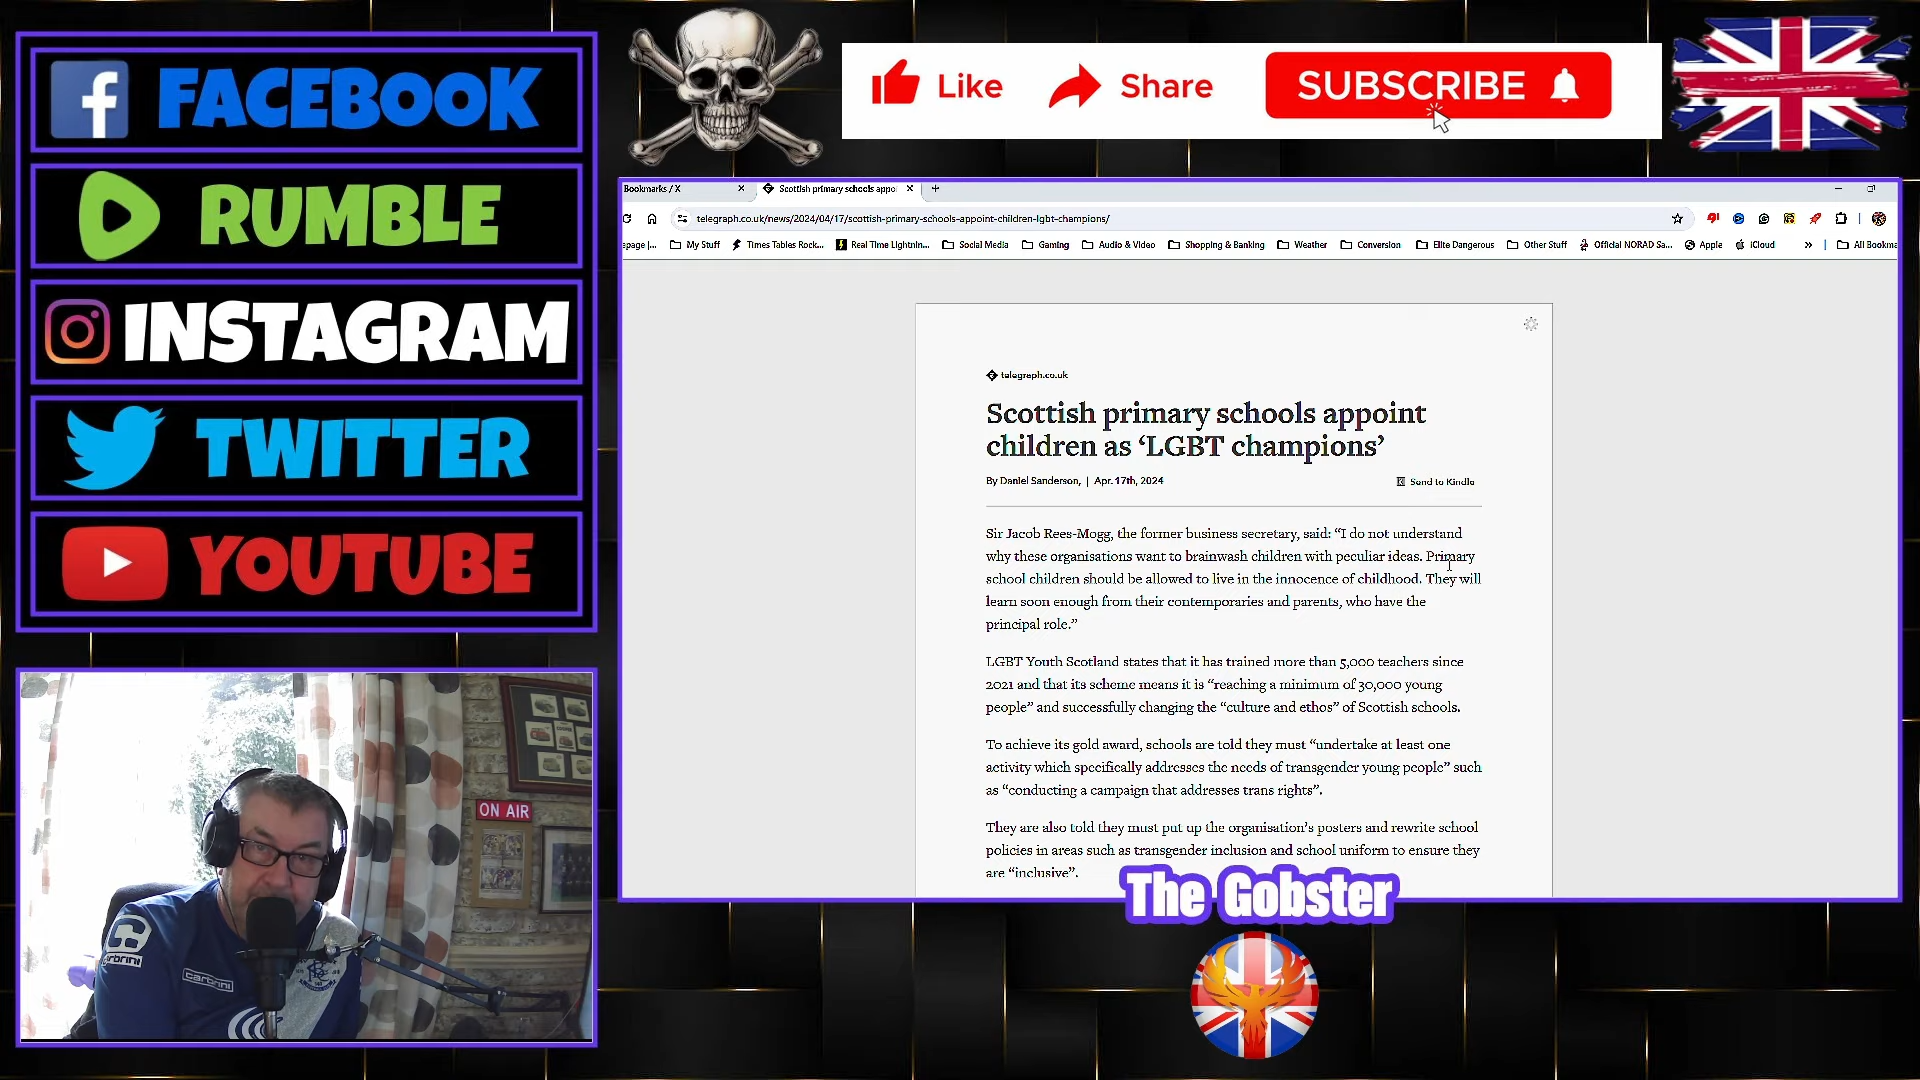 FACEBOOK
RUMBLE
INSTAGRAM
TWITTER
YOUTUBE
Like
Share
SUBSCRIBE
Bookmarks / X
Scottish primary schools appoi
telegraph.co.uk/news/2024/04/17/scottish-primary-schools-appoint-children-lgbt-champions/
epage |...
My Stuff
Times Tables Rock...
Real Time Lightnin...
Social Media
Gaming
Audio & Video
Shopping & Banking
Weather
Conversion
Elite Dangerous
Other Stuff
Official NORAD Sa...
Apple
iCloud
All Bookma
telegraph.co.uk
Scottish primary schools appoint
children as ‘LGBT champions’
By Daniel Sanderson, | Apr. 17th, 2024
Send to Kindle
Sir Jacob Rees-Mogg, the former business secretary, said: “I do not understand
why these organisations want to brainwash children with peculiar ideas. Primary
school children should be allowed to live in the innocence of childhood. They will
learn soon enough from their contemporaries and parents, who have the
principal role.”
LGBT Youth Scotland states that it has trained more than 5,000 teachers since
2021 and that its scheme means it is “reaching a minimum of 30,000 young
people” and successfully changing the “culture and ethos” of Scottish schools.
To achieve its gold award, schools are told they must “undertake at least one
activity which specifically addresses the needs of transgender young people” such
as “conducting a campaign that addresses trans rights”.
They are also told they must put up the organisation’s posters and rewrite school
policies in areas such as transgender inclusion and school uniform to ensure they
are “inclusive”.
The Gobster
ON AIR
carbrini
carbrini